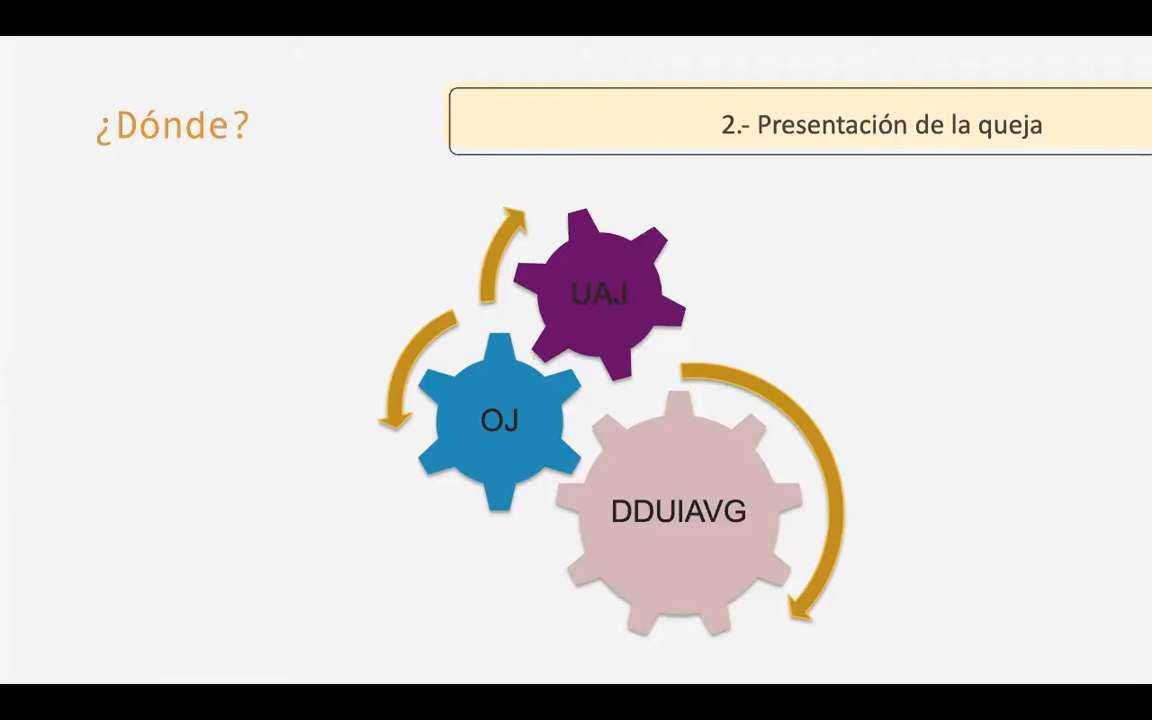 ¿Dónde?
2.- Presentación de la queja
UAJ
OJ
DDUIAVG